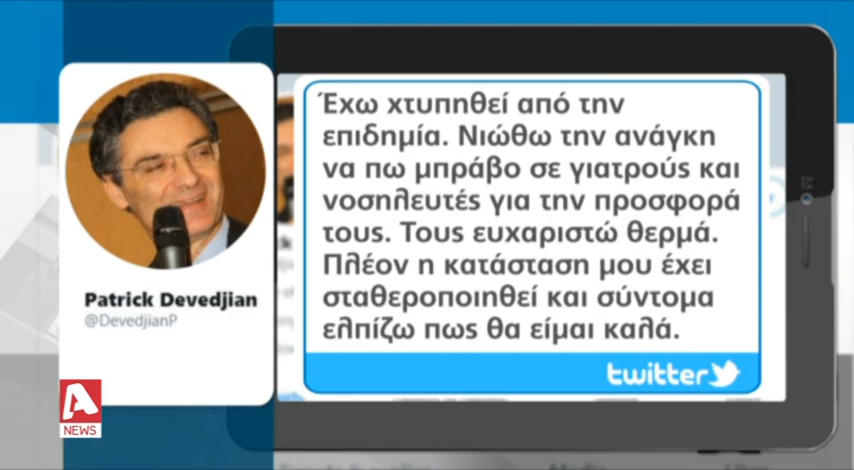 Έχω χτυπηθεί από την
επιδημία. Νιώθω την ανάγκη
να πω μπράβο σε γιατρούς και
νοσηλευτές για την προσφορά
τους. Τους ευχαριστώ θερμά.
Πλέον η κατάσταση μου έχει
σταθεροποιηθεί και σύντομα
ελπίζω πως θα είμαι καλά.
twitter
Patrick Devedjian
@DevedjianP
A
NEWS